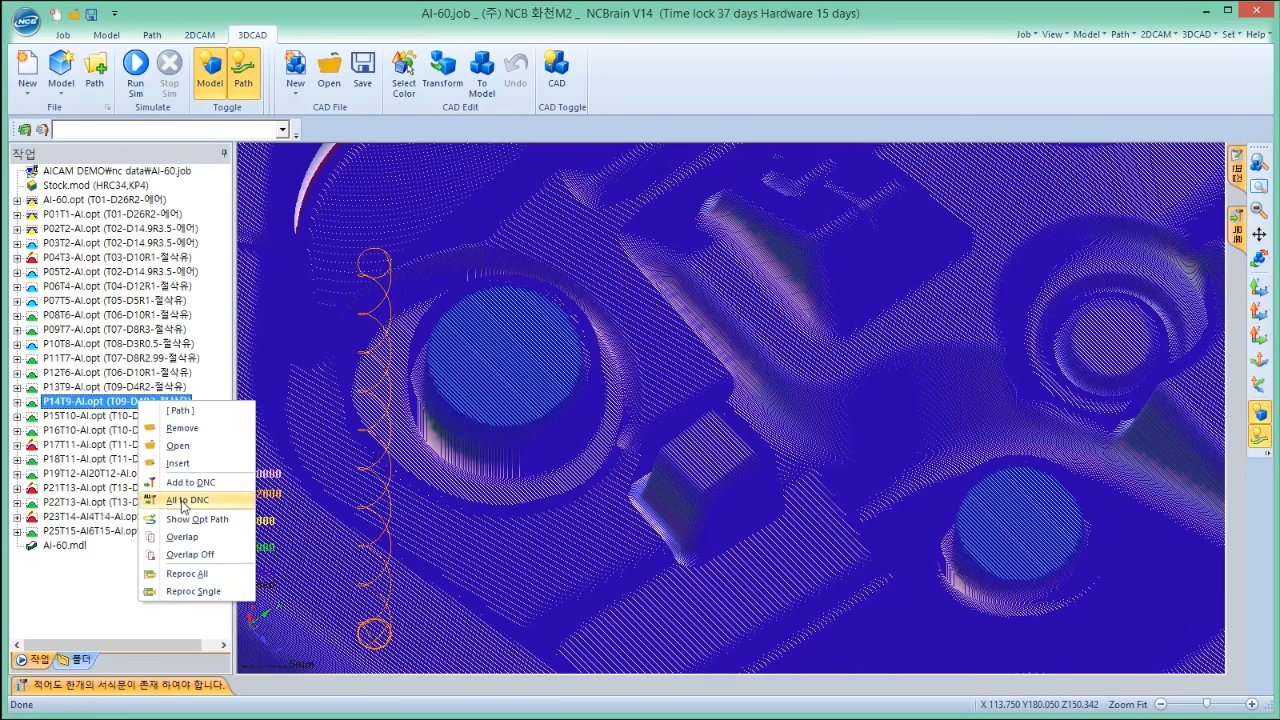 NCB
AI-60.job _ (주) NCB 화천M2 _ NCBrain V14 (Time lock 37 days Hardware 15 days)
Job Model Path 2DCAM 3DCAD
Job View Model Path 2DCAM 3DCAD Set Help
New Model Path Run Sim Stop Sim Model Path New Open Save Select Color Transform To Model Undo CAD
File Simulate Toggle CAD File CAD Edit CAD Toggle
작업
AiCAM DEMO₩nc data₩AI-60.job
Stock.mod (HRC34,KP4)
AI-60.opt (T01-D26R2-에어)
P01T1-AI.opt (T01-D26R2-에어)
P02T2-AI.opt (T02-D14.9R3.5-에어)
P03T2-AI.opt (T02-D14.9R3.5-에어)
P04T3-AI.opt (T03-D10R1-절삭유)
P05T2-AI.opt (T02-D14.9R3.5-에어)
P06T4-AI.opt (T04-D12R1-절삭유)
P07T5-AI.opt (T05-D5R1-절삭유)
P08T6-AI.opt (T06-D10R1-절삭유)
P09T7-AI.opt (T07-D8R3-절삭유)
P10T8-AI.opt (T08-D3R0.5-절삭유)
P11T7-AI.opt (T07-D8R2.99-절삭유)
P12T6-AI.opt (T06-D10R1-절삭유)
P13T9-AI.opt (T09-D4R2-절삭유)
P14T9-AI.opt (T09-D4R2-절삭유)
P15T10-AI.opt (T10-D
P16T10-AI.opt (T10-D
P17T11-AI.opt (T11-D
P18T11-AI.opt (T11-D
P19T12-AI20T12-AI.o
P21T13-AI.opt (T13-D
P22T13-AI.opt (T13-D
P23T14-AI4T14-AI.op
P25T15-AI6T15-AI.op
AI-60.mdl
[ Path ]
Remove
Open
Insert
Add to DNC
All to DNC
Show Opt Path
Overlap
Overlap Off
Reproc All
Reproc Sngle
5mm
작업 폴더
적어도 한개의 서식문이 존재 하여야 합니다.
Done
X 113.750 Y180.050 Z150.342 Zoom Fit